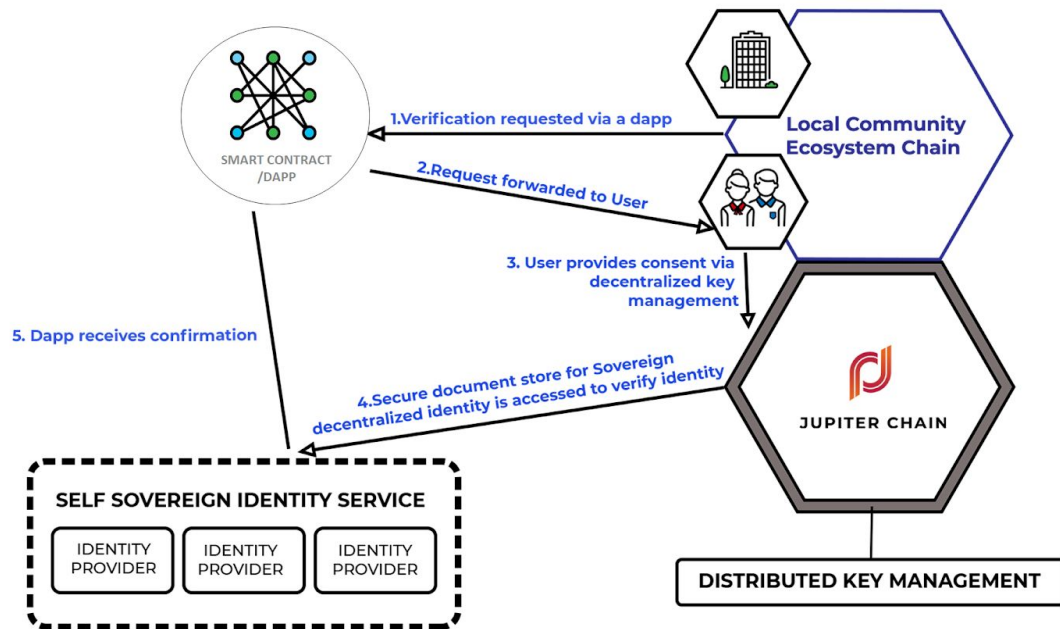 1.Verification requested via a dapp
Local Community
Ecosystem Chain
SMART CONTRACT
/DAPP
2.Request forwarded to User
3. User provides consent via
decentralized key
management
5. Dapp receives confirmation
4.Secure document store for Sovereign
decentralized identity is accessed to verify identity
JUPITER CHAIN
SELF SOVEREIGN IDENTITY SERVICE
IDENTITY
PROVIDER
IDENTITY
PROVIDER
IDENTITY
PROVIDER
DISTRIBUTED KEY MANAGEMENT